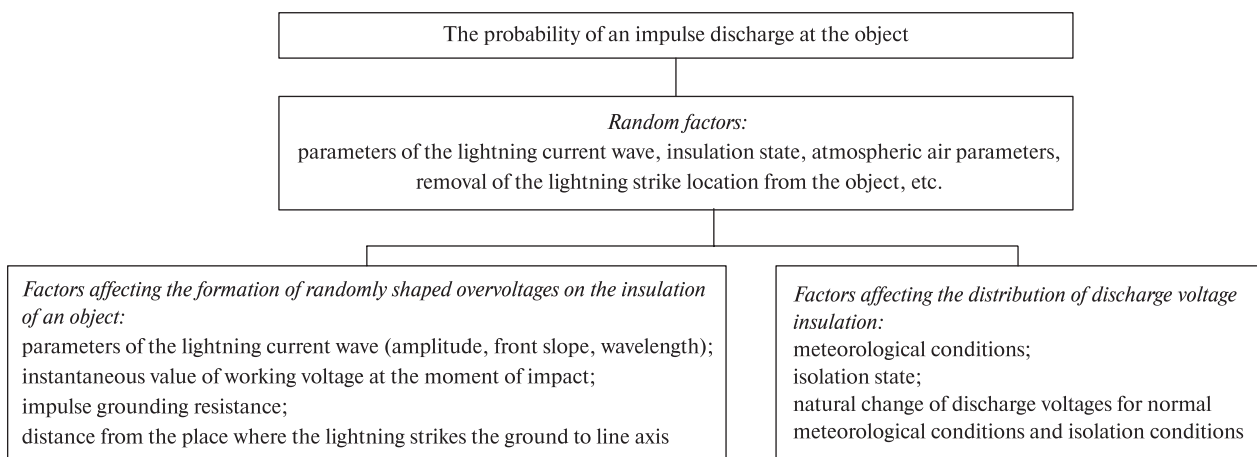 The probability of an impulse discharge at the object
Random factors:
parameters of the lightning current wave, insulation state, atmospheric air parameters,
removal of the lightning strike location from the object, etc.
Factors affecting the formation of randomly shaped overvoltages on the insulation
of an object:
parameters of the lightning current wave (amplitude, front slope, wavelength);
instantaneous value of working voltage at the moment of impact;
impulse grounding resistance;
distance from the place where the lightning strikes the ground to line axis
Factors affecting the distribution of discharge voltage
insulation:
meteorological conditions;
isolation state;
natural change of discharge voltages for normal
meteorological conditions and isolation conditions